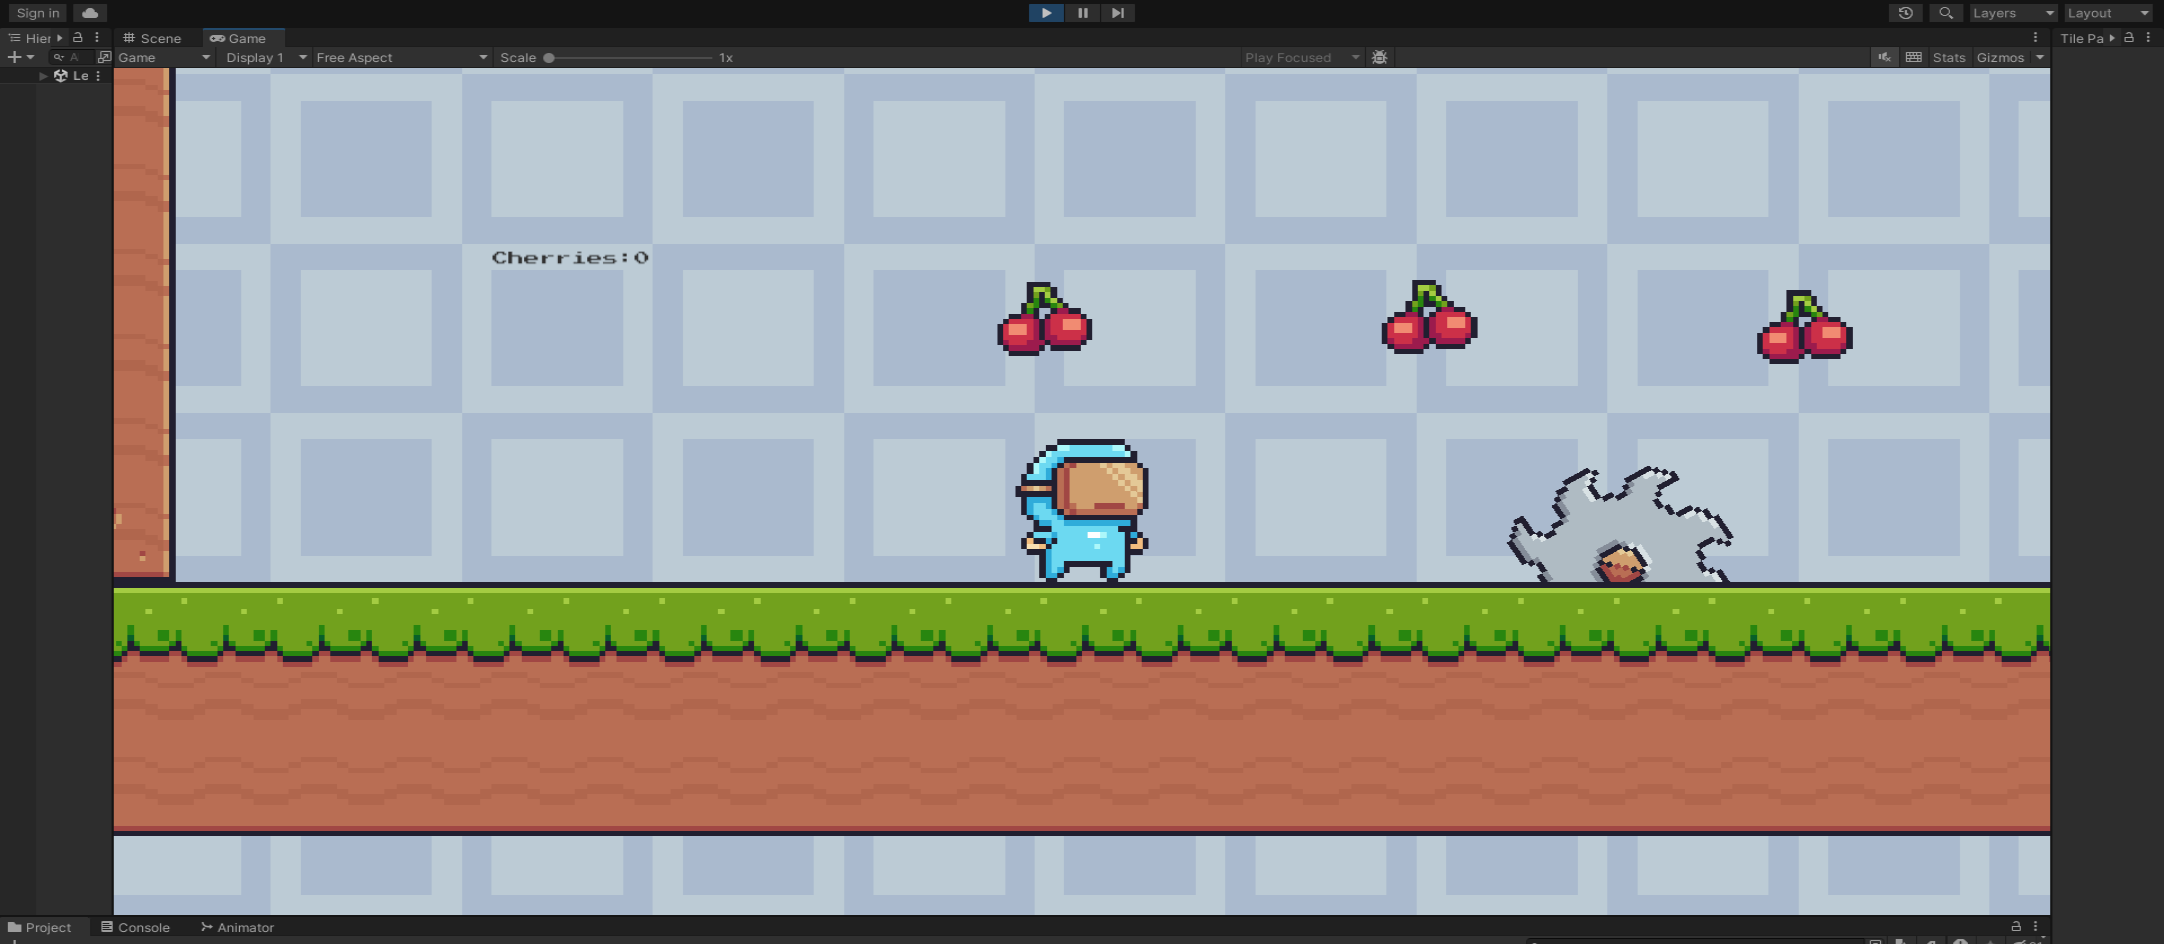 Sign in
Layers
Layout
Hier
Scene
Game
Tile Pa
A
Game
Display 1
Free Aspect
Scale
1x
Play Focused
Stats
Gizmos
Le
Cherries:0
Project
Console
Animator